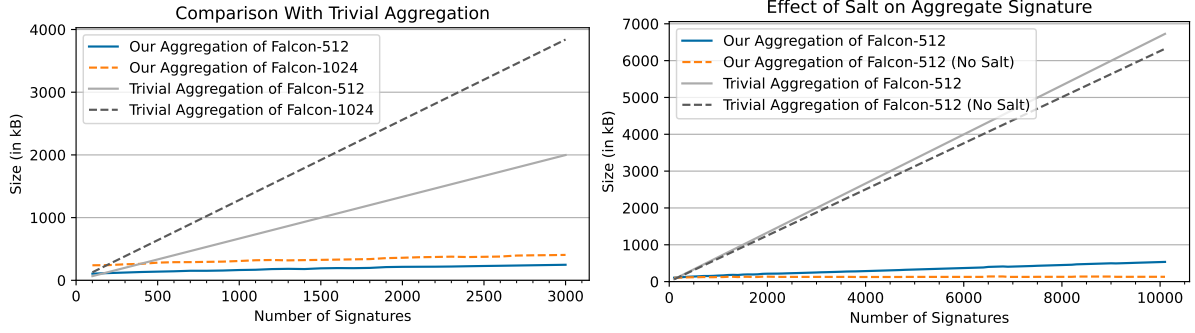 Comparison With Trivial Aggregation
4000
3000
2000
1000
0
Size (in kB)
Our Aggregation of Falcon-512
Our Aggregation of Falcon-1024
Trivial Aggregation of Falcon-512
Trivial Aggregation of Falcon-1024
0 500 1000 1500 2000 2500 3000
Number of Signatures
Effect of Salt on Aggregate Signature
7000
6000
5000
4000
3000
2000
1000
0
Size (in kB)
Our Aggregation of Falcon-512
Our Aggregation of Falcon-512 (No Salt)
Trivial Aggregation of Falcon-512
Trivial Aggregation of Falcon-512 (No Salt)
0 2000 4000 6000 8000 10000
Number of Signatures